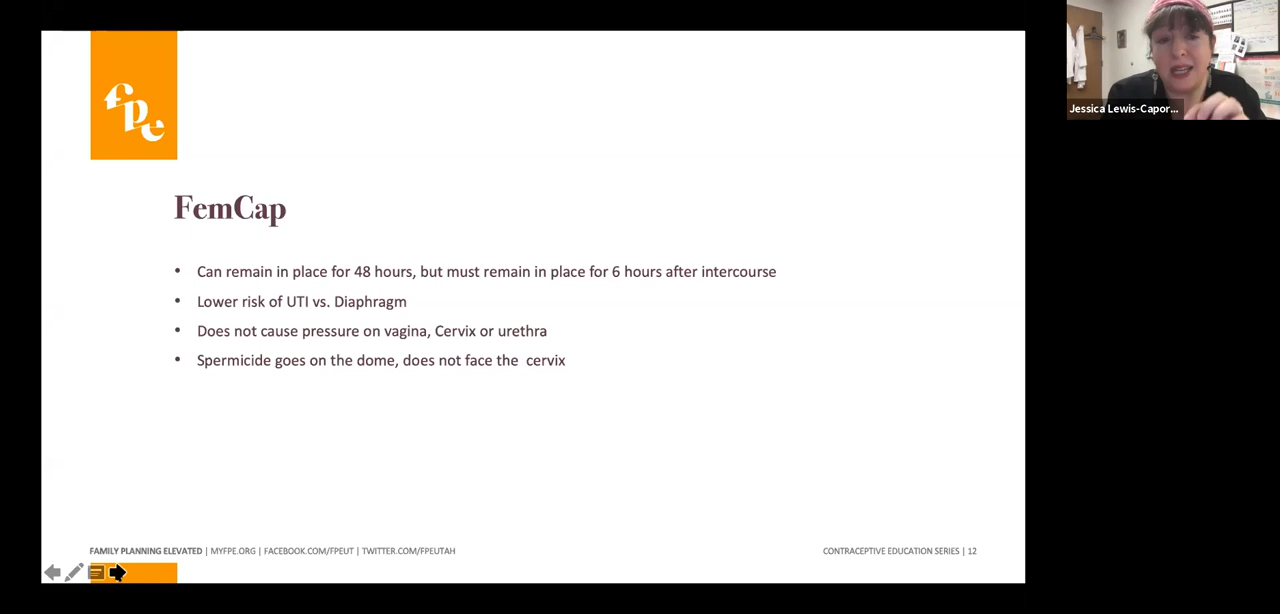 fpe
Jessica Lewis-Capor...
FemCap
• Can remain in place for 48 hours, but must remain in place for 6 hours after intercourse
• Lower risk of UTI vs. Diaphragm
• Does not cause pressure on vagina, Cervix or urethra
• Spermicide goes on the dome, does not face the  cervix
FAMILY PLANNING ELEVATED | MYFPE.ORG | FACEBOOK.COM/FPEUT | TWITTER.COM/FPEUTAH
CONTRACEPTIVE EDUCATION SERIES | 12